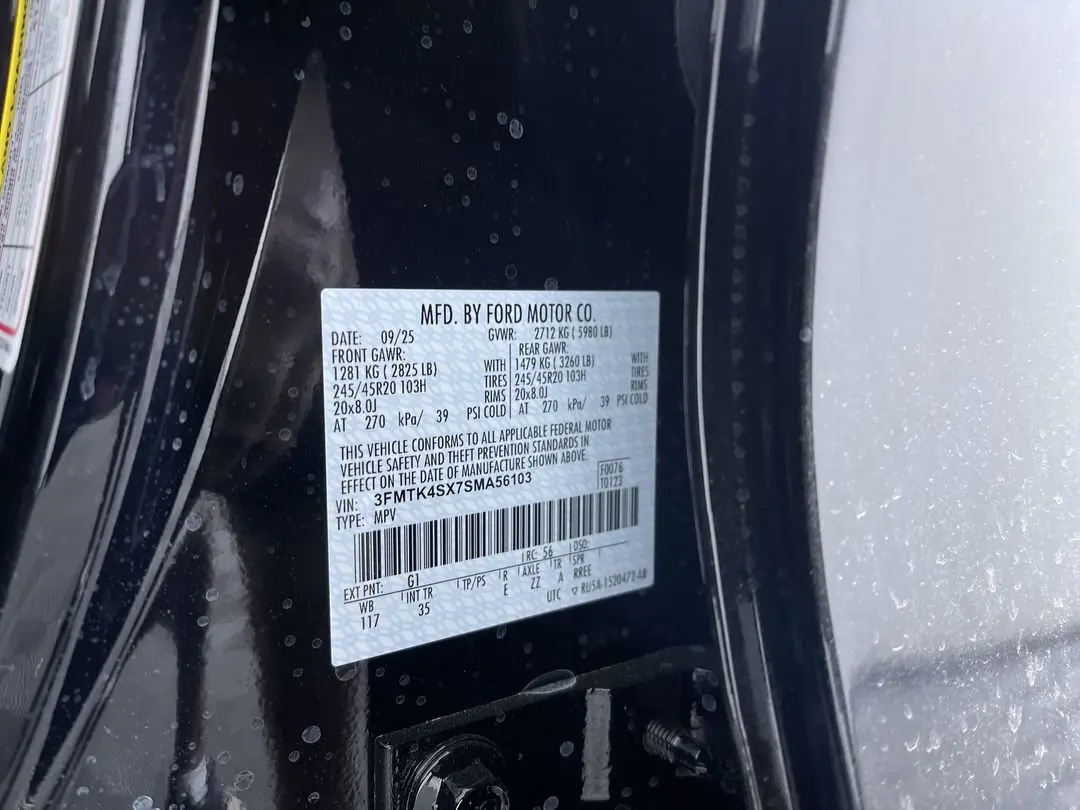 MFD. BY FORD MOTOR CO.
DATE: 09/25 GVWR: 2712 KG ( 5980 LB)
FRONT GAWR: REAR GAWR:
1281 KG ( 2825 LB) WITH 1479 KG ( 3260 LB) WITH
245/45R20 103H TIRES 245/45R20 103H TIRES
20x8.0J RIMS 20x8.0J RIMS
AT 270 kPa/ 39 PSI COLD AT 270 kPa/ 39 PSI COLD
THIS VEHICLE CONFORMS TO ALL APPLICABLE FEDERAL MOTOR
VEHICLE SAFETY AND THEFT PREVENTION STANDARDS IN
EFFECT ON THE DATE OF MANUFACTURE SHOWN ABOVE.
VIN: 3FMTK4SX7SMA56103 F0076
TYPE: MPV T0123
EXT PNT: G1 RC: 56 DSO:
WB INT TR TP/PS R AXLE TR SPR
117 35 E ZZ A RREE
UTC ▽ RU5A-1520472-AB